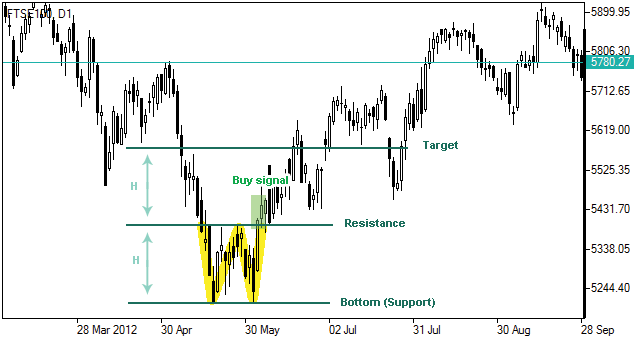 FTSE100, D1
5899.95
5806.30
5780.27
5712.65
5619.00
5525.35
5431.70
5338.05
5244.40
Target
H
Buy signal
Resistance
H
Bottom (Support)
28 Mar 2012 30 Apr 30 May 02 Jul 31 Jul 30 Aug 28 Sep